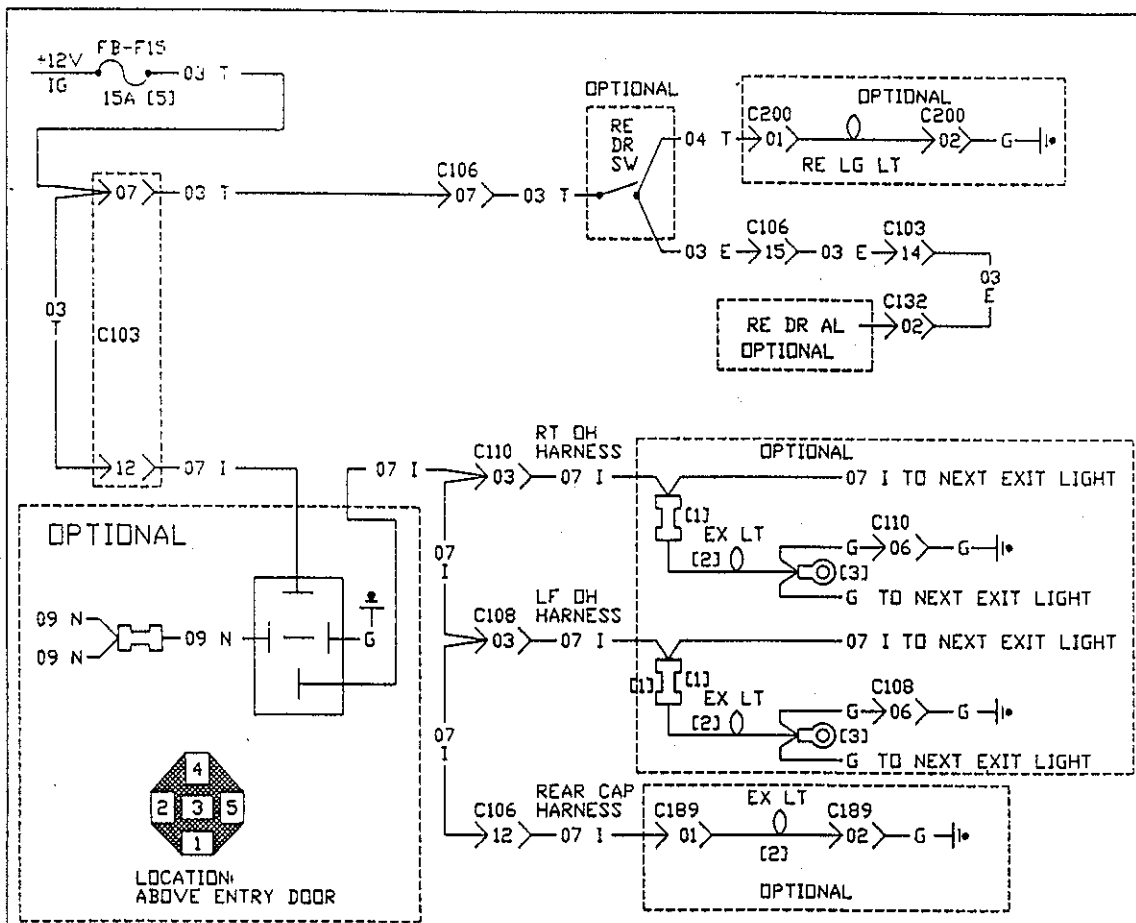 FB-F15
+12V
IG
15A [5]
03 T
OPTIONAL
RE
DR
SW
04 T
OPTIONAL
C200
01
C200
02
G
RE LG LT
07
03 T
C106
07
03 T
03 E
C106
15
03 E
C103
14
03
E
03
T
C103
RE DR AL
OPTIONAL
C132
02
12
07 I
07 I
C110
03
RT OH
HARNESS
07 I
OPTIONAL
07 I TO NEXT EXIT LIGHT
[1]
EX LT
[2]
G
C110
06
G
[3]
G TO NEXT EXIT LIGHT
07
I
C108
03
LF OH
HARNESS
07 I
07 I TO NEXT EXIT LIGHT
[1]
[1]
EX LT
[2]
G
C108
06
G
[3]
G TO NEXT EXIT LIGHT
07
I
C106
12
REAR CAP
HARNESS
07 I
C189
01
EX LT
[2]
C189
02
G
OPTIONAL
OPTIONAL
09 N
09 N
09 N
G
4
2
3
5
1
LOCATION:
ABOVE ENTRY DOOR